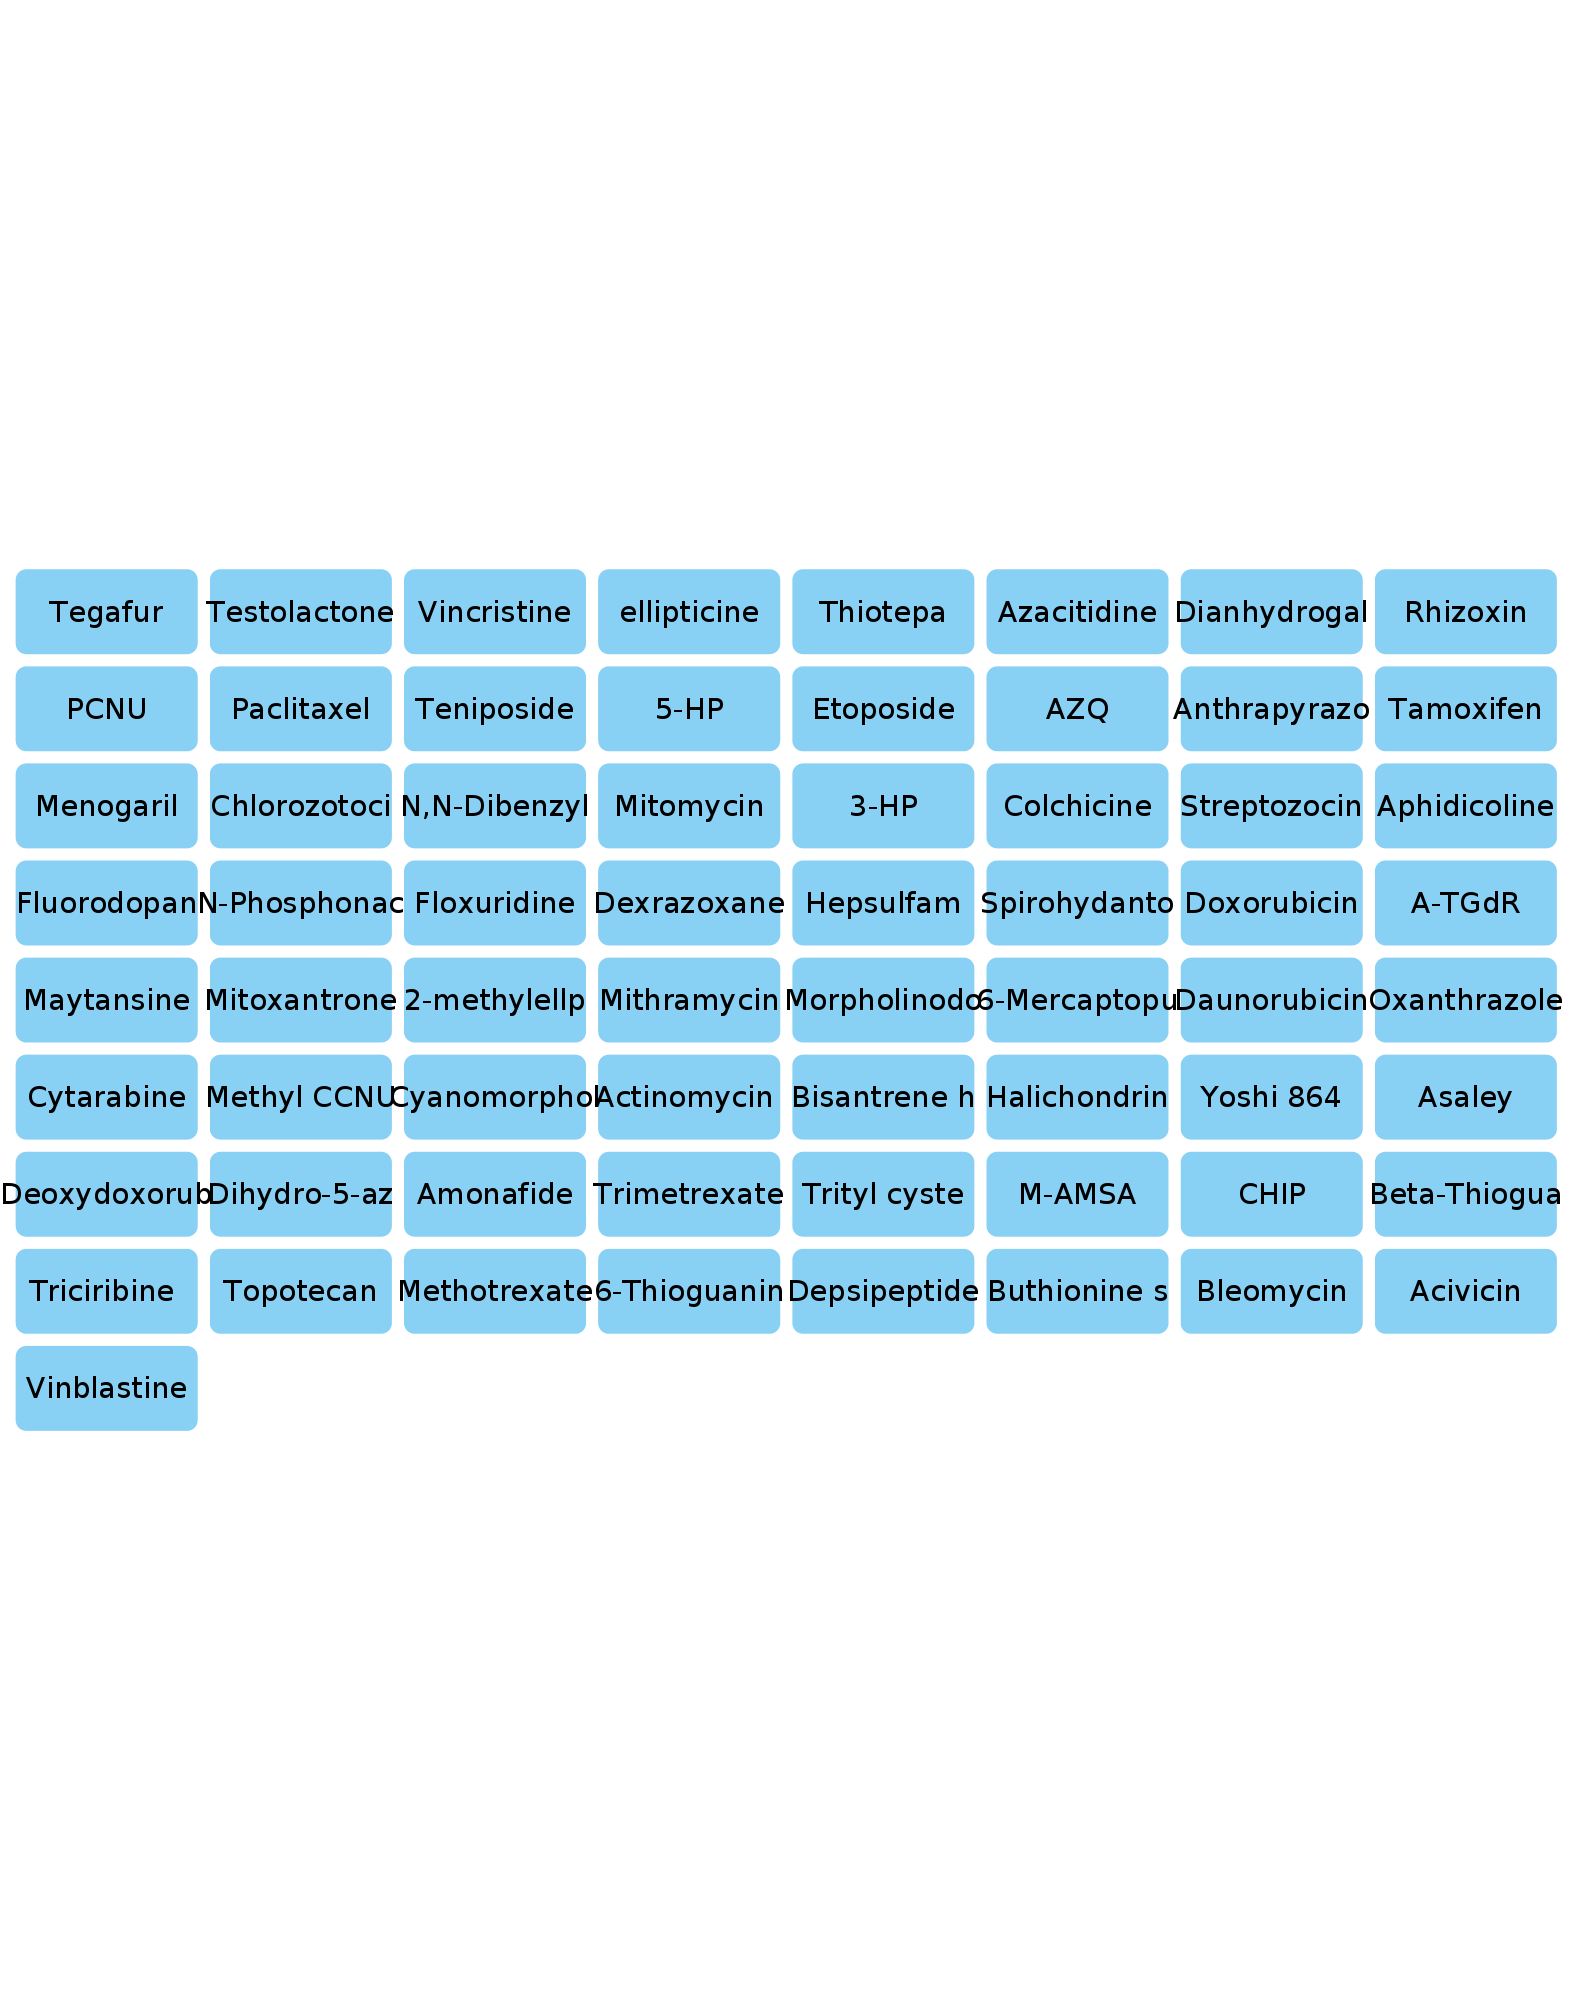 Tegafur Testolactone Vincristine ellipticine Thiotepa Azacitidine Dianhydrogal Rhizoxin
PCNU Paclitaxel Teniposide 5-HP Etoposide AZQ Anthrapyrazo Tamoxifen
Menogaril Chlorozotoci N,N-Dibenzyl Mitomycin 3-HP Colchicine Streptozocin Aphidicoline
Fluorodopan N-Phosphonac Floxuridine Dexrazoxane Hepsulfam Spirohydanto Doxorubicin A-TGdR
Maytansine Mitoxantrone 2-methylellp Mithramycin Morpholinodo 6-Mercaptopu Daunorubicin Oxanthrazole
Cytarabine Methyl CCNU Cyanomorphol Actinomycin Bisantrene h Halichondrin Yoshi 864 Asaley
Deoxydoxorub Dihydro-5-az Amonafide Trimetrexate Trityl cyste M-AMSA CHIP Beta-Thiogua
Triciribine Topotecan Methotrexate 6-Thioguanin Depsipeptide Buthionine s Bleomycin Acivicin
Vinblastine